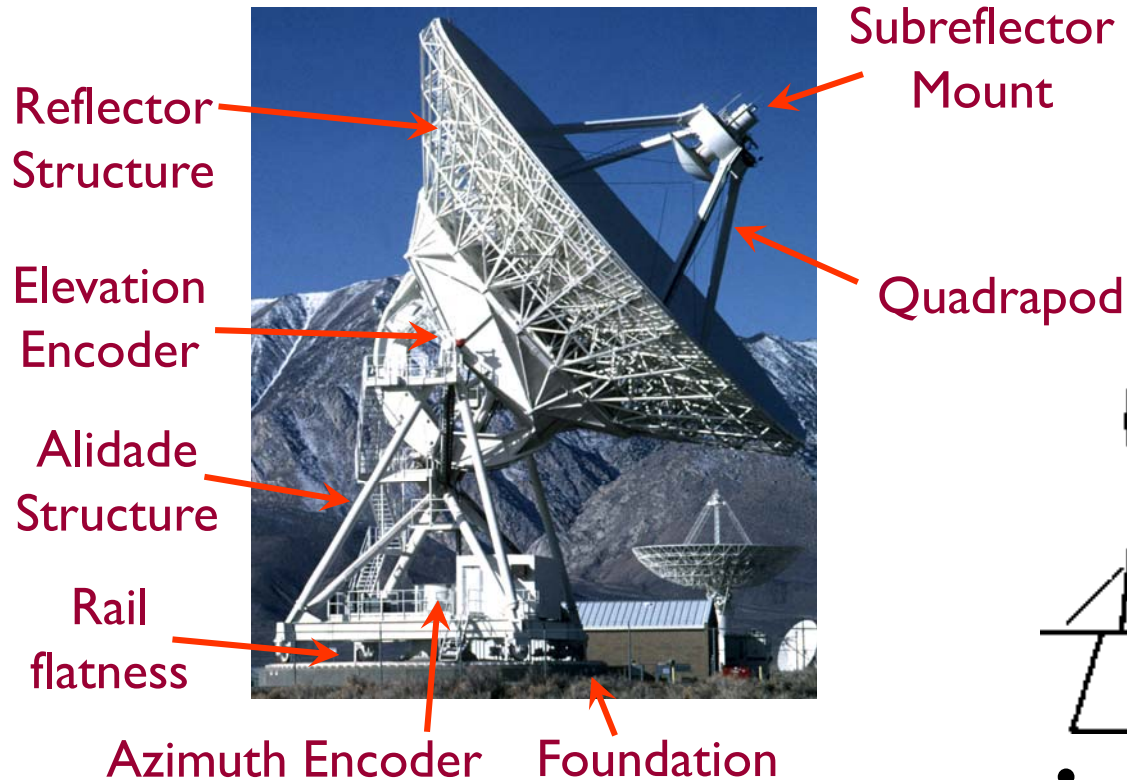 Subreflector
Mount
Reflector
Structure
Elevation
Encoder
Quadrapod
Alidade
Structure
Rail
flatness
Azimuth Encoder
Foundation